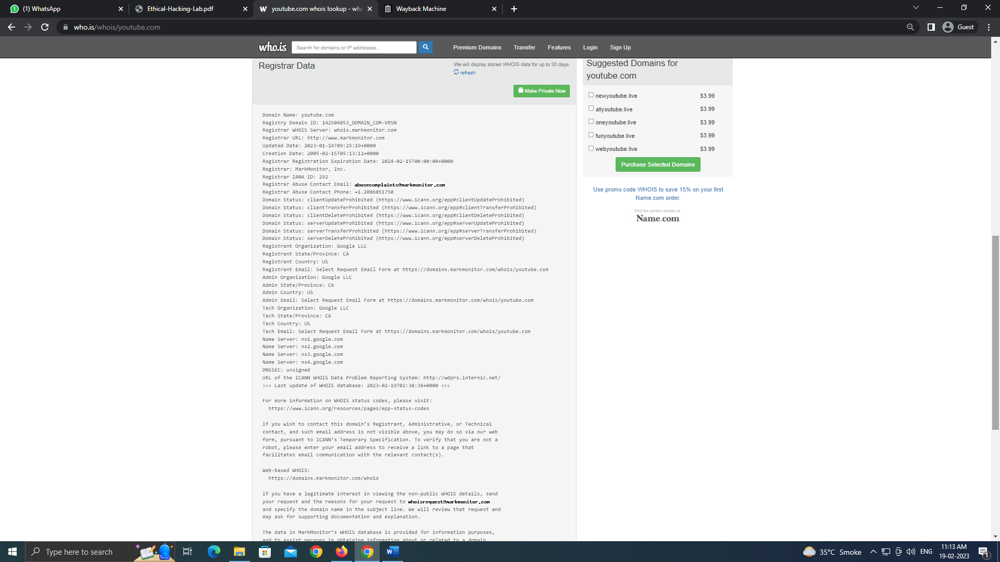 (1) WhatsApp
Ethical-Hacking-Lab.pdf
youtube.com whois lookup - who
Wayback Machine
who.is/whois/youtube.com
Guest
who.is
Search for domains or IP addresses...
Premium Domains
Transfer
Features
Login
Sign Up
Registrar Data
We will display stored WHOIS data for up to 30 days.
refresh
Make Private Now
Domain Name: youtube.com
Registry Domain ID: 142504053_DOMAIN_COM-VRSN
Registrar WHOIS Server: whois.markmonitor.com
Registrar URL: http://www.markmonitor.com
Updated Date: 2023-01-14T09:25:19+0000
Creation Date: 2005-02-15T05:13:12+0000
Registrar Registration Expiration Date: 2024-02-15T00:00:00+0000
Registrar: MarkMonitor, Inc.
Registrar IANA ID: 292
Registrar Abuse Contact Email: abusecomplaints@markmonitor.com
Registrar Abuse Contact Phone: +1.2086851750
Domain Status: clientUpdateProhibited (https://www.icann.org/epp#clientUpdateProhibited)
Domain Status: clientTransferProhibited (https://www.icann.org/epp#clientTransferProhibited)
Domain Status: clientDeleteProhibited (https://www.icann.org/epp#clientDeleteProhibited)
Domain Status: serverUpdateProhibited (https://www.icann.org/epp#serverUpdateProhibited)
Domain Status: serverTransferProhibited (https://www.icann.org/epp#serverTransferProhibited)
Domain Status: serverDeleteProhibited (https://www.icann.org/epp#serverDeleteProhibited)
Registrant Organization: Google LLC
Registrant State/Province: CA
Registrant Country: US
Registrant Email: Select Request Email Form at https://domains.markmonitor.com/whois/youtube.com
Admin Organization: Google LLC
Admin State/Province: CA
Admin Country: US
Admin Email: Select Request Email Form at https://domains.markmonitor.com/whois/youtube.com
Tech Organization: Google LLC
Tech State/Province: CA
Tech Country: US
Tech Email: Select Request Email Form at https://domains.markmonitor.com/whois/youtube.com
Name Server: ns1.google.com
Name Server: ns2.google.com
Name Server: ns3.google.com
Name Server: ns4.google.com
DNSSEC: unsigned
URL of the ICANN WHOIS Data Problem Reporting System: http://wdprs.internic.net/
>>> Last update of WHOIS database: 2023-02-19T02:38:36+0000 <<<
For more information on WHOIS status codes, please visit:
https://www.icann.org/resources/pages/epp-status-codes
If you wish to contact this domain's Registrant, Administrative, or Technical
contact, and such email address is not visible above, you may do so via our web
form, pursuant to ICANN's Temporary Specification. To verify that you are not a
robot, please enter your email address to receive a link to a page that
facilitates email communication with the relevant contact(s).
Web-based WHOIS:
https://domains.markmonitor.com/whois
If you have a legitimate interest in viewing the non-public WHOIS details, send
your request and the reasons for your request to whoisrequest@markmonitor.com
and specify the domain name in the subject line. We will review that request and
may ask for supporting documentation and explanation.
The data in MarkMonitor's WHOIS database is provided for information purposes,
and to assist persons in obtaining information about or related to a domain
Suggested Domains for
youtube.com
newyoutube.live $3.99
allyoutube.live $3.99
oneyoutube.live $3.99
funyoutube.live $3.99
webyoutube.live $3.99
Purchase Selected Domains
Use promo code WHOIS to save 15% on your first
Name.com order.
Find the perfect domain at
Name.com
Type here to search
35°C Smoke
ENG
11:13 AM
19-02-2023
1